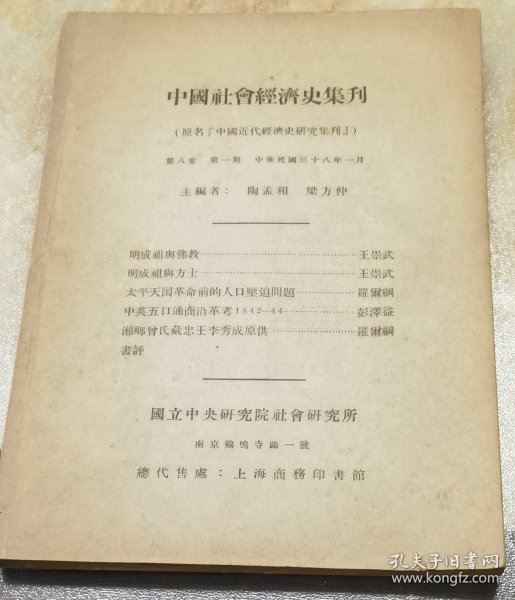 中國社會經濟史集刊
(原名『中國近代經濟史研究集刊』)
第八卷 第一期 中華民國三十八年一月
主編者： 陶孟和 梁方仲
明成祖與佛教……………………王崇武
明成祖與方士……………………王崇武
太平天国革命前的人口壓迫問題………羅爾綱
中英五口通商沿革考1842—44…………彭澤益
湘鄉曾氏藏忠王李秀成原供…………羅爾綱
書評
國立中央研究院社會研究所
南京鷄鳴寺路一號
總代售處：上海商務印書館
孔夫子旧书网
www.kongfz.com